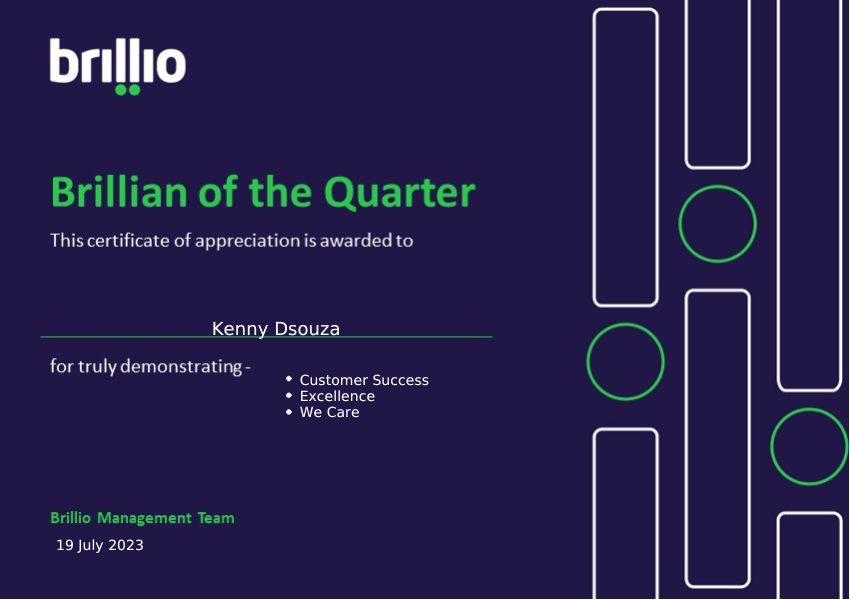 brillio
Brillian of the Quarter
This certificate of appreciation is awarded to
Kenny Dsouza
for truly demonstrating -
• Customer Success
• Excellence
• We Care
Brillio Management Team
19 July 2023